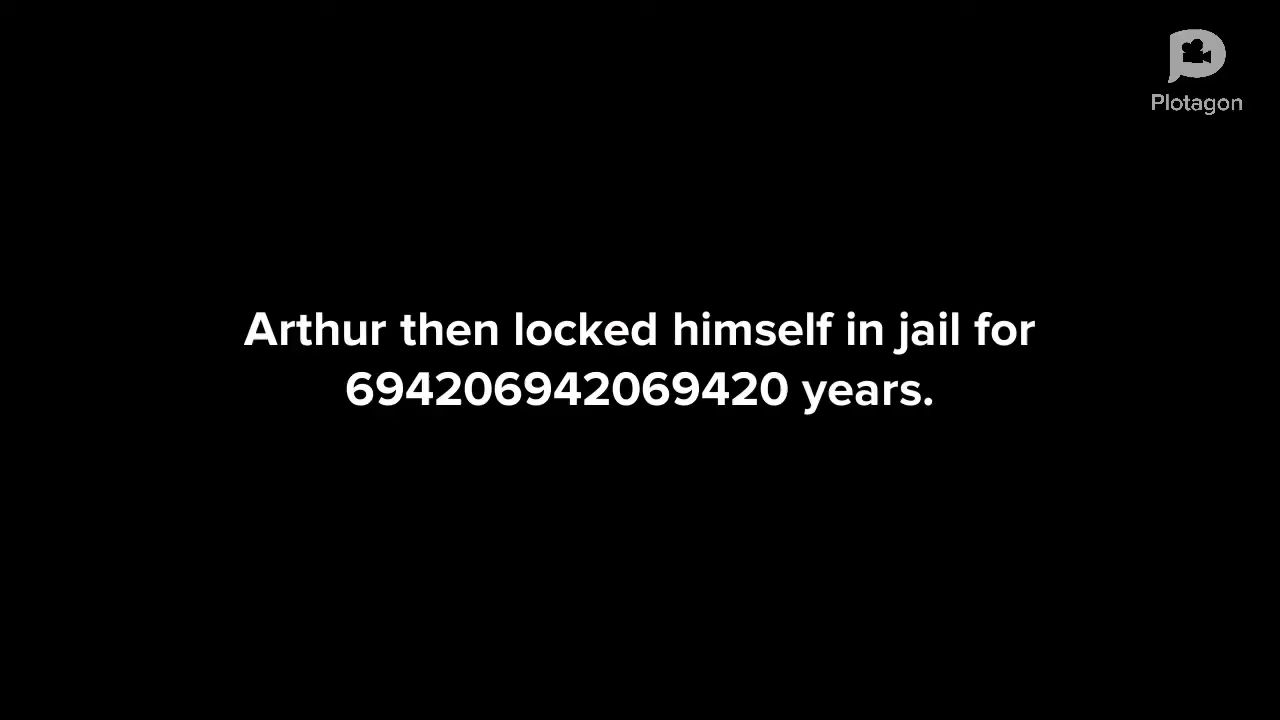 Plotagon
Arthur then locked himself in jail for
694206942069420 years.